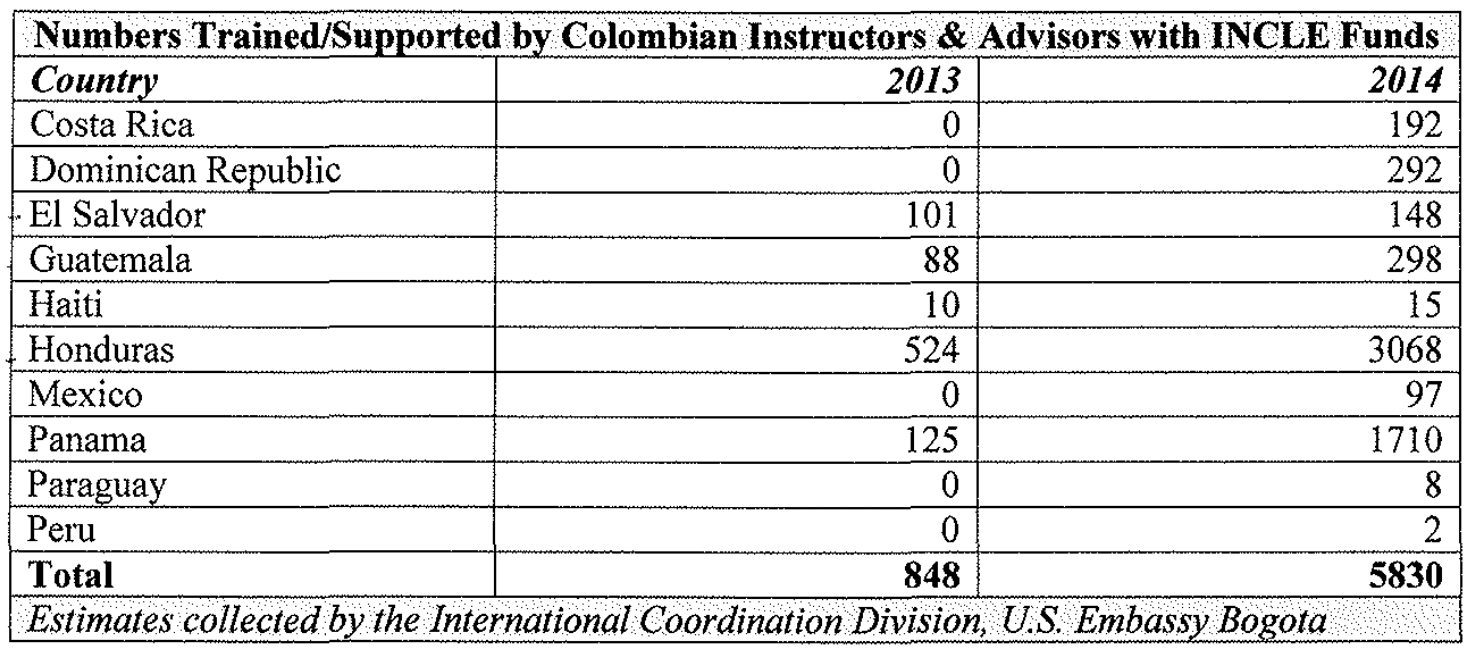 Numbers Trained/Supported by Colombian Instructors & Advisors with INCLE Funds
Country 2013 2014
Costa Rica 0 192
Dominican Republic 0 292
El Salvador 101 148
Guatemala 88 298
Haiti 10 15
Honduras 524 3068
Mexico 0 97
Panama 125 1710
Paraguay 0 8
Peru 0 2
Total 848 5830
Estimates collected by the International Coordination Division, U.S. Embassy Bogota